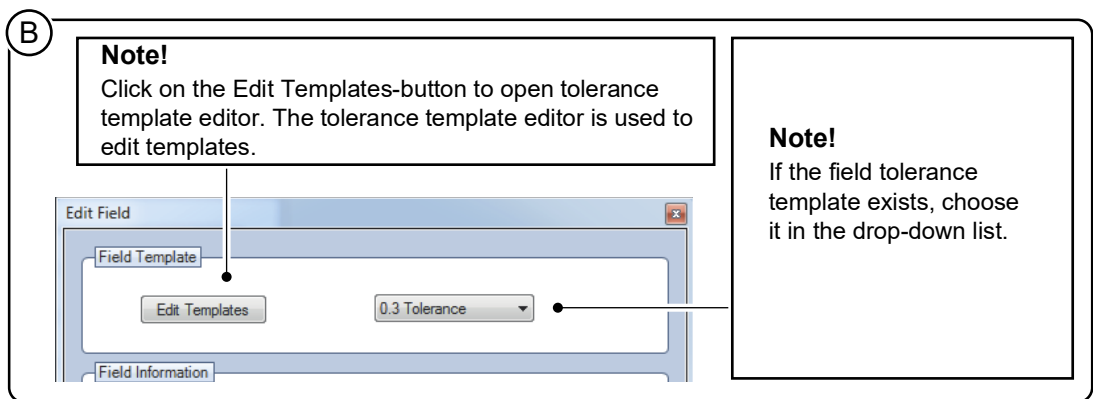 B
Note!
Click on the Edit Templates-button to open tolerance
template editor. The tolerance template editor is used to
edit templates.
Note!
If the field tolerance
template exists, choose
it in the drop-down list.
Edit Field
Field Template
Edit Templates
0.3 Tolerance
Field Information